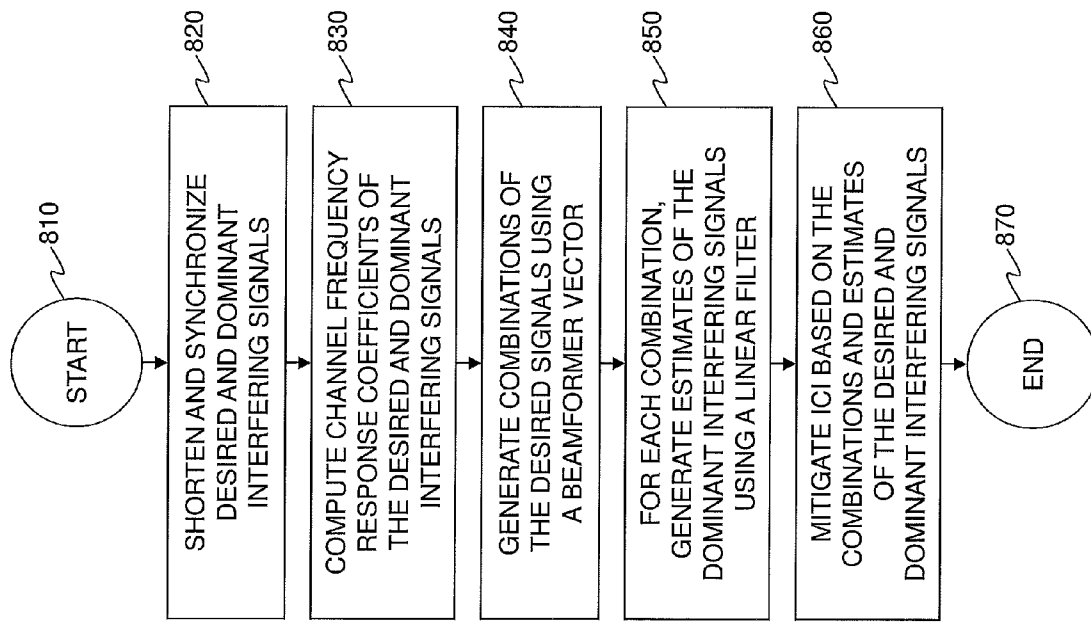 START
810
SHORTEN AND SYNCHRONIZE
DESIRED AND DOMINANT
INTERFERING SIGNALS
820
COMPUTE CHANNEL FREQUENCY
RESPONSE COEFFICIENTS OF
THE DESIRED AND DOMINANT
INTERFERING SIGNALS
830
GENERATE COMBINATIONS OF
THE DESIRED SIGNALS USING
A BEAMFORMER VECTOR
840
FOR EACH COMBINATION,
GENERATE ESTIMATES OF THE
DOMINANT INTERFERING SIGNALS
USING A LINEAR FILTER
850
MITIGATE ICI BASED ON THE
COMBINATIONS AND ESTIMATES
OF THE DESIRED AND
DOMINANT INTERFERING SIGNALS
860
END
870